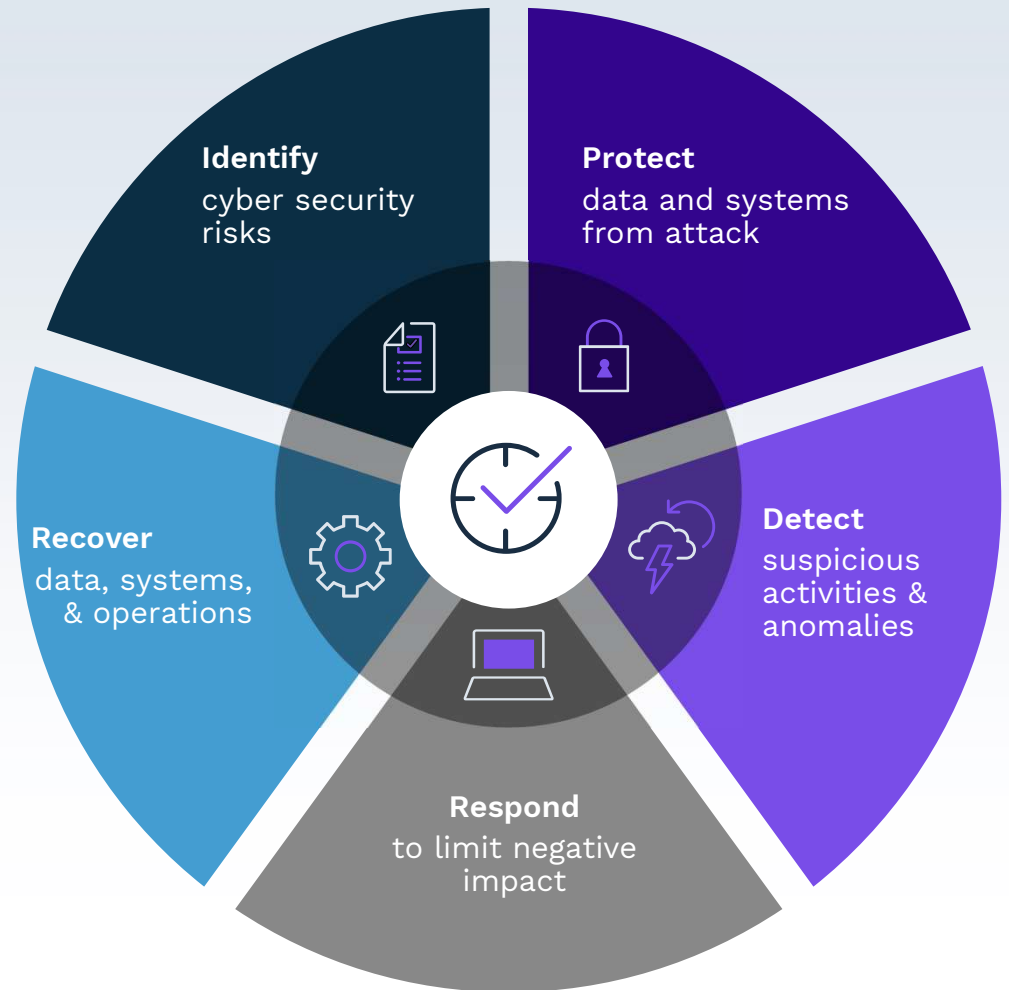 Identify
cyber security
risks
Protect
data and systems
from attack
Detect
suspicious
activities &
anomalies
Respond
to limit negative
impact
Recover
data, systems,
& operations